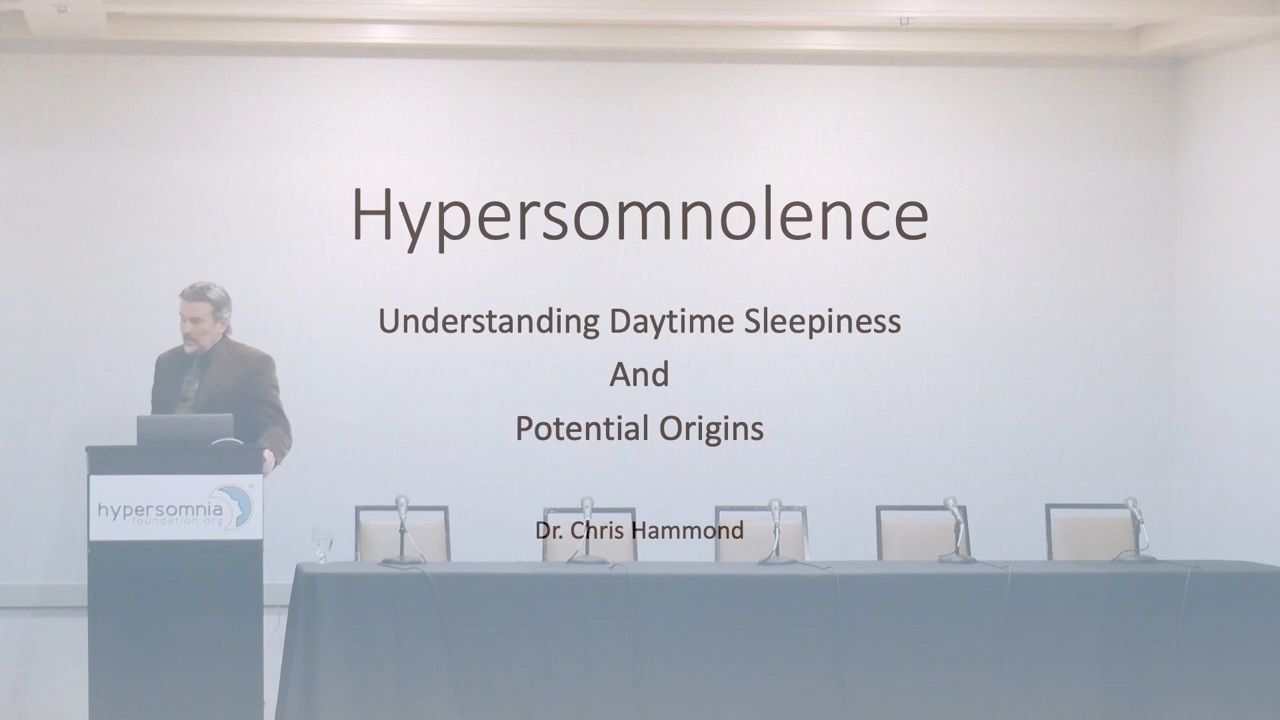 Hypersomnolence
Understanding Daytime Sleepiness
And
Potential Origins
Dr. Chris Hammond
hypersomnia
foundation.org
®